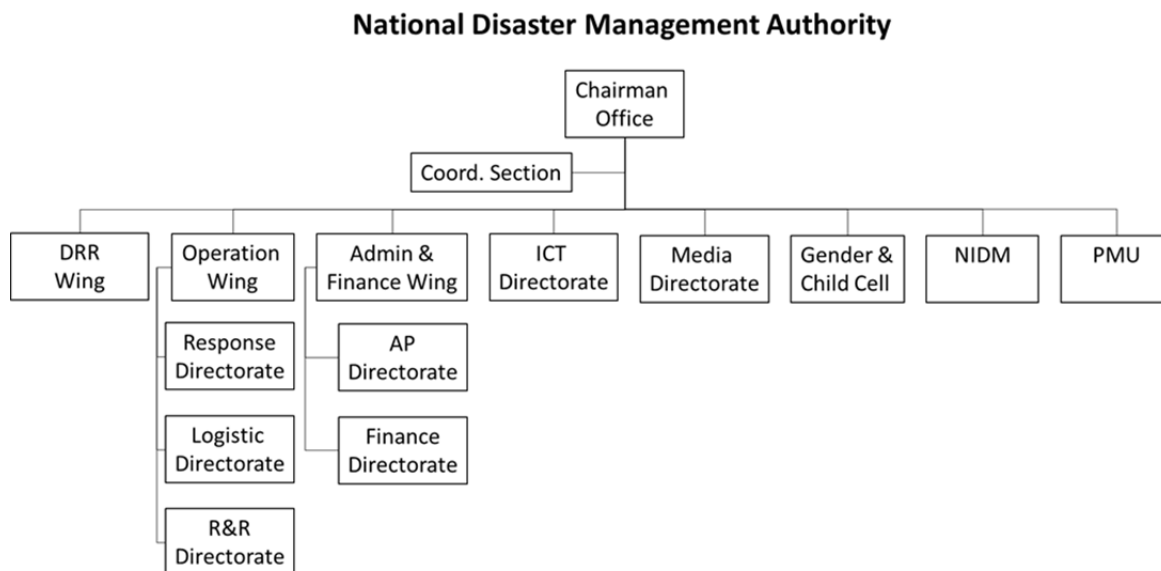 National Disaster Management Authority
Chairman
Office
Coord. Section
DRR
Wing
Operation
Wing
Admin &
Finance Wing
ICT
Directorate
Media
Directorate
Gender &
Child Cell
NIDM
PMU
Response
Directorate
AP
Directorate
Logistic
Directorate
Finance
Directorate
R&R
Directorate